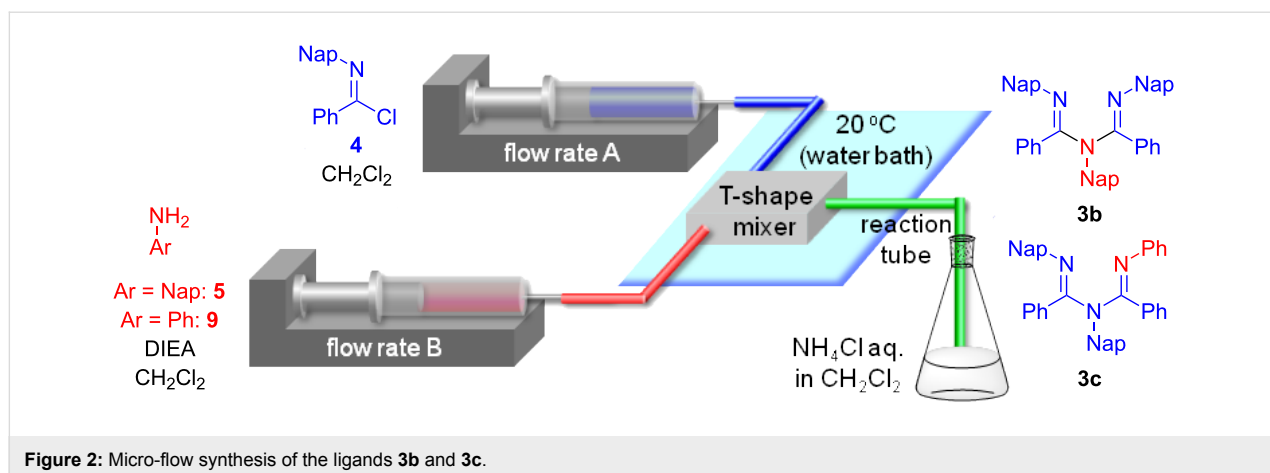 Nap
N
Ph
Cl
4
CH₂Cl₂
flow rate A
20 °C
(water bath)
T-shape
mixer
reaction
tube
NH₂
Ar
Ar = Nap: 5
Ar = Ph: 9
DIEA
CH₂Cl₂
flow rate B
NH₄Cl aq.
in CH₂Cl₂
Nap
N
N
Nap
Ph
N
Ph
Nap
3b
Nap
N
N
Ph
Ph
N
Ph
Nap
3c
Figure 2: Micro-flow synthesis of the ligands 3b and 3c.